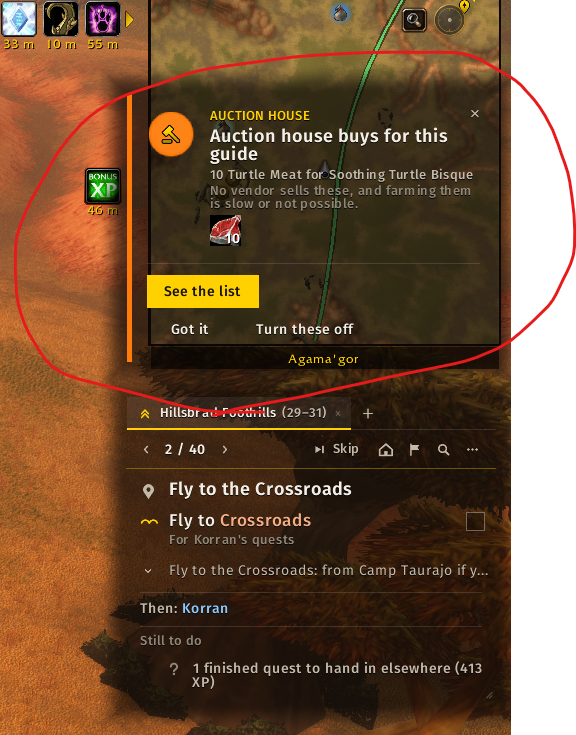 33 m
10 m
55 m
AUCTION HOUSE
×
Auction house buys for this
guide
10 Turtle Meat for Soothing Turtle Bisque
No vendor sells these, and farming them
is slow or not possible.
10
BONUS
XP
46 m
See the list
Got it
Turn these off
Agama'gor
Hillsbrad Foothills (29–31) × +
‹ 2 / 40 › Skip ...
Fly to the Crossroads
Fly to Crossroads
For Korran's quests
Fly to the Crossroads: from Camp Taurajo if y...
Then: Korran
Still to do
? 1 finished quest to hand in elsewhere (413
XP)